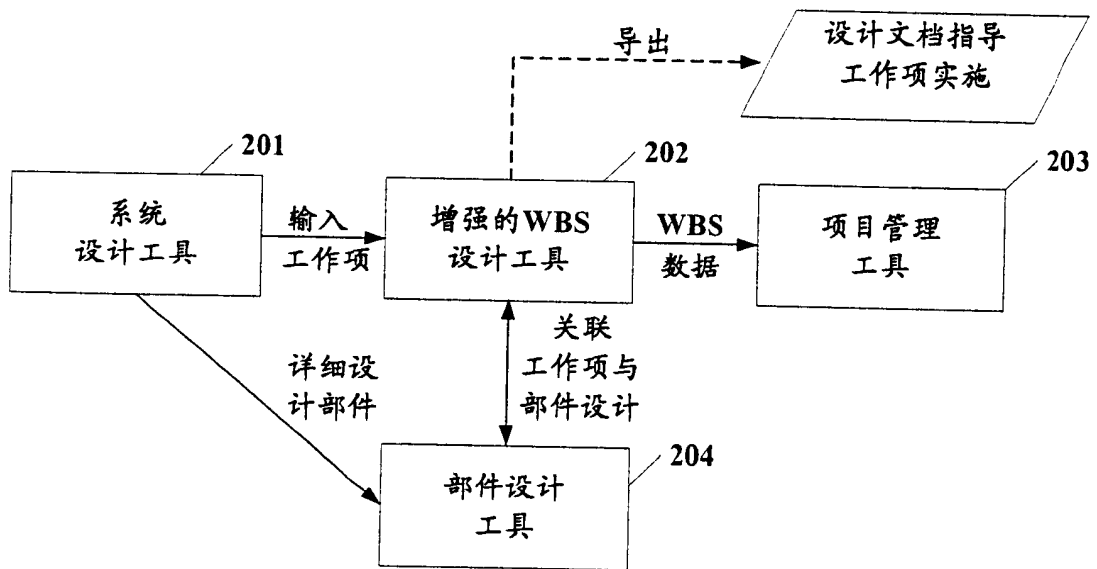 导出
设计文档指导
工作项实施
201
202
203
系统
设计工具
输入
工作项
增强的WBS
设计工具
WBS
数据
项目管理
工具
详细设
计部件
关联
工作项与
部件设计
204
部件设计
工具